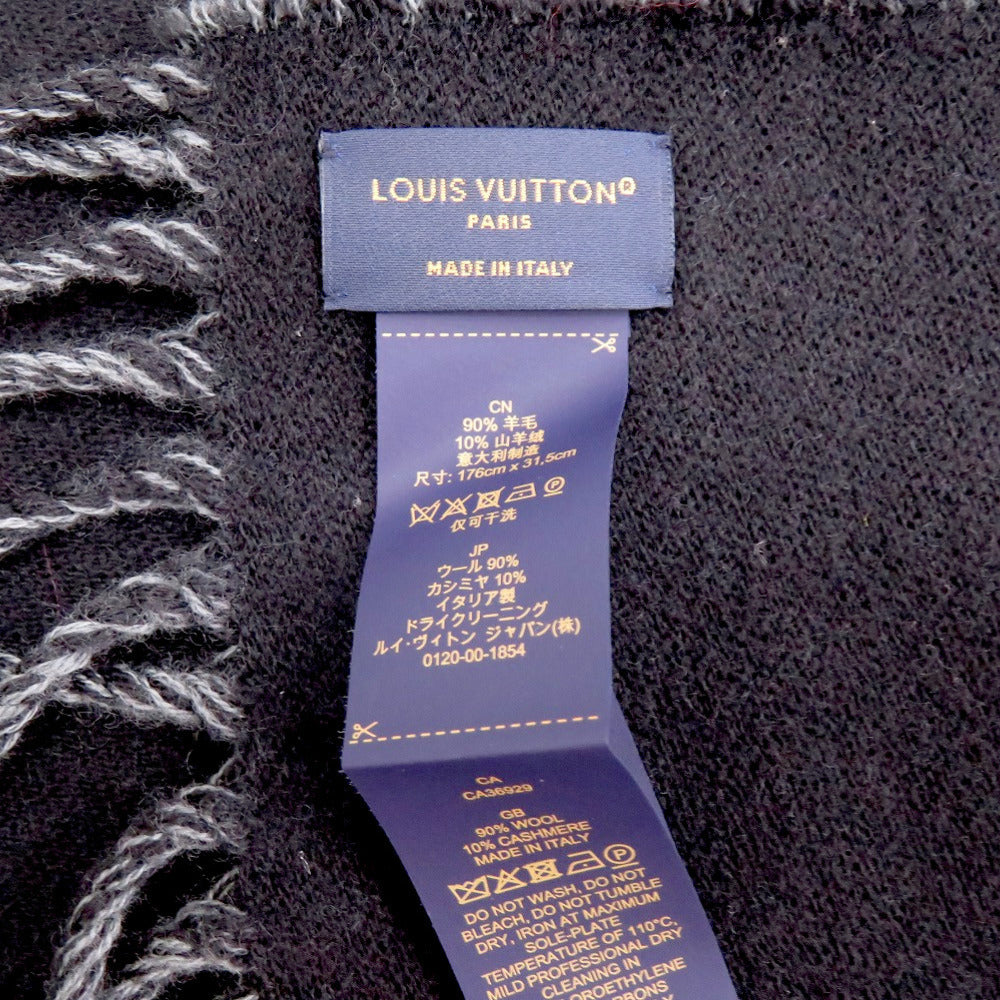 LOUIS VUITTON®
PARIS
MADE IN ITALY
CN
90% 羊毛
10% 山羊绒
意大利制造
尺寸: 176cm x 31,5cm
仅可干洗
JP
ウール 90%
カシミヤ 10%
イタリア製
ドライクリーニング
ルイ・ヴィトン ジャパン(株)
0120-00-1854
CA
CA36929
GB
90% WOOL
10% CASHMERE
MADE IN ITALY
DO NOT WASH, DO NOT
BLEACH, DO NOT TUMBLE
DRY, IRON AT MAXIMUM
SOLE-PLATE
TEMPERATURE OF 110°C,
MILD PROFESSIONAL DRY
CLEANING IN